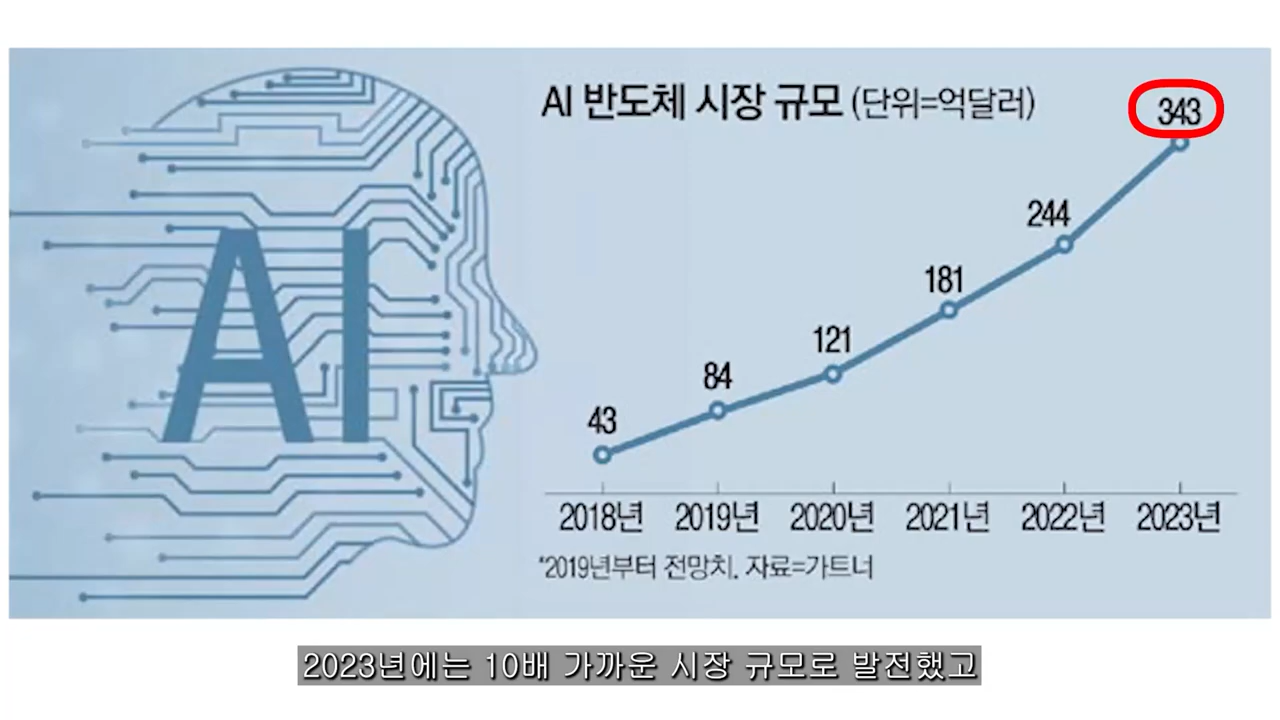 AI
AI 반도체 시장 규모 (단위=억달러)
343
244
181
121
84
43
2018년 2019년 2020년 2021년 2022년 2023년
*2019년부터 전망치. 자료=가트너
2023년에는 10배 가까운 시장 규모로 발전했고